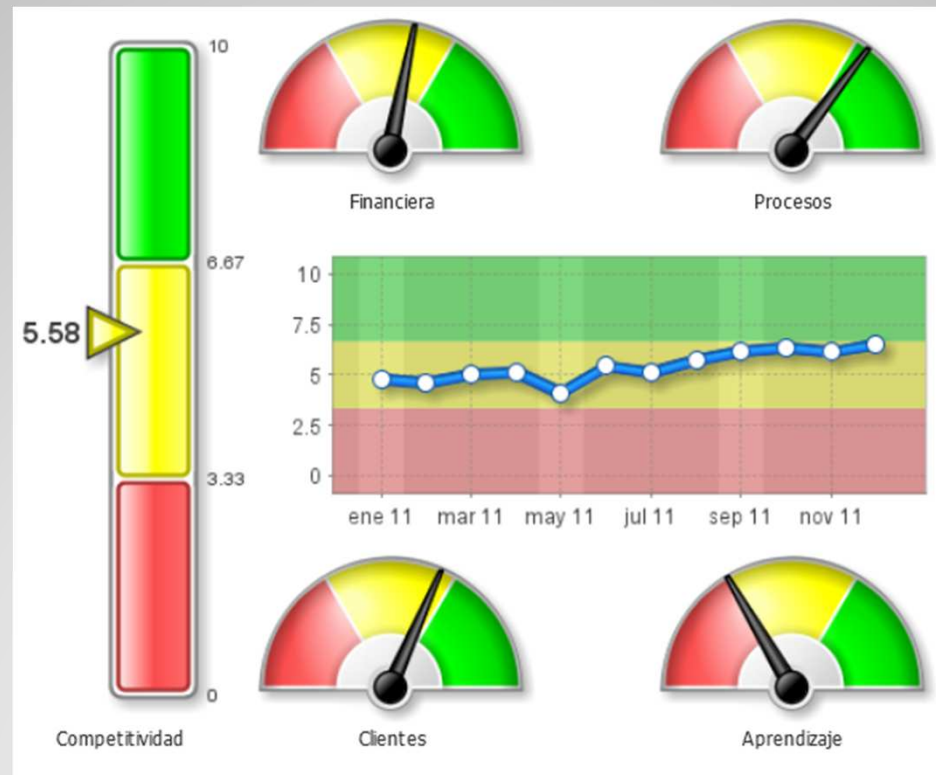 10
6.67
5.58
3.33
0
Competitividad
Financiera
Procesos
10
7.5
5
2.5
0
ene 11 mar 11 may 11 jul 11 sep 11 nov 11
Clientes
Aprendizaje